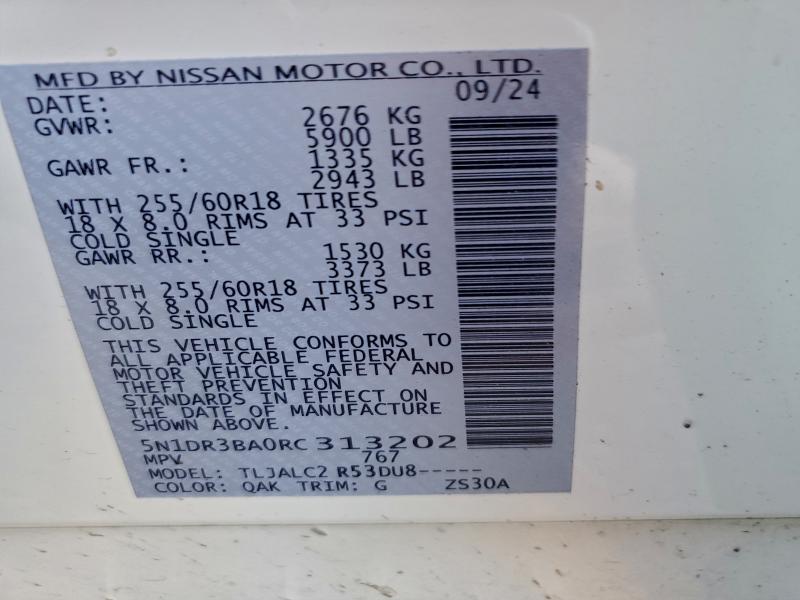 MFD BY NISSAN MOTOR CO., LTD.
DATE: 09/24
GVWR: 2676 KG
5900 LB
GAWR FR.: 1335 KG
2943 LB
WITH 255/60R18 TIRES
18 X 8.0 RIMS AT 33 PSI
COLD SINGLE
GAWR RR.: 1530 KG
3373 LB
WITH 255/60R18 TIRES
18 X 8.0 RIMS AT 33 PSI
COLD SINGLE
THIS VEHICLE CONFORMS TO
ALL APPLICABLE FEDERAL
MOTOR VEHICLE SAFETY AND
THEFT PREVENTION
STANDARDS IN EFFECT ON
THE DATE OF MANUFACTURE
SHOWN ABOVE.
5N1DR3BA0RC313202
MPV 767
MODEL: TLJALC2 R53DU8-----
COLOR: QAK TRIM: G ZS30A